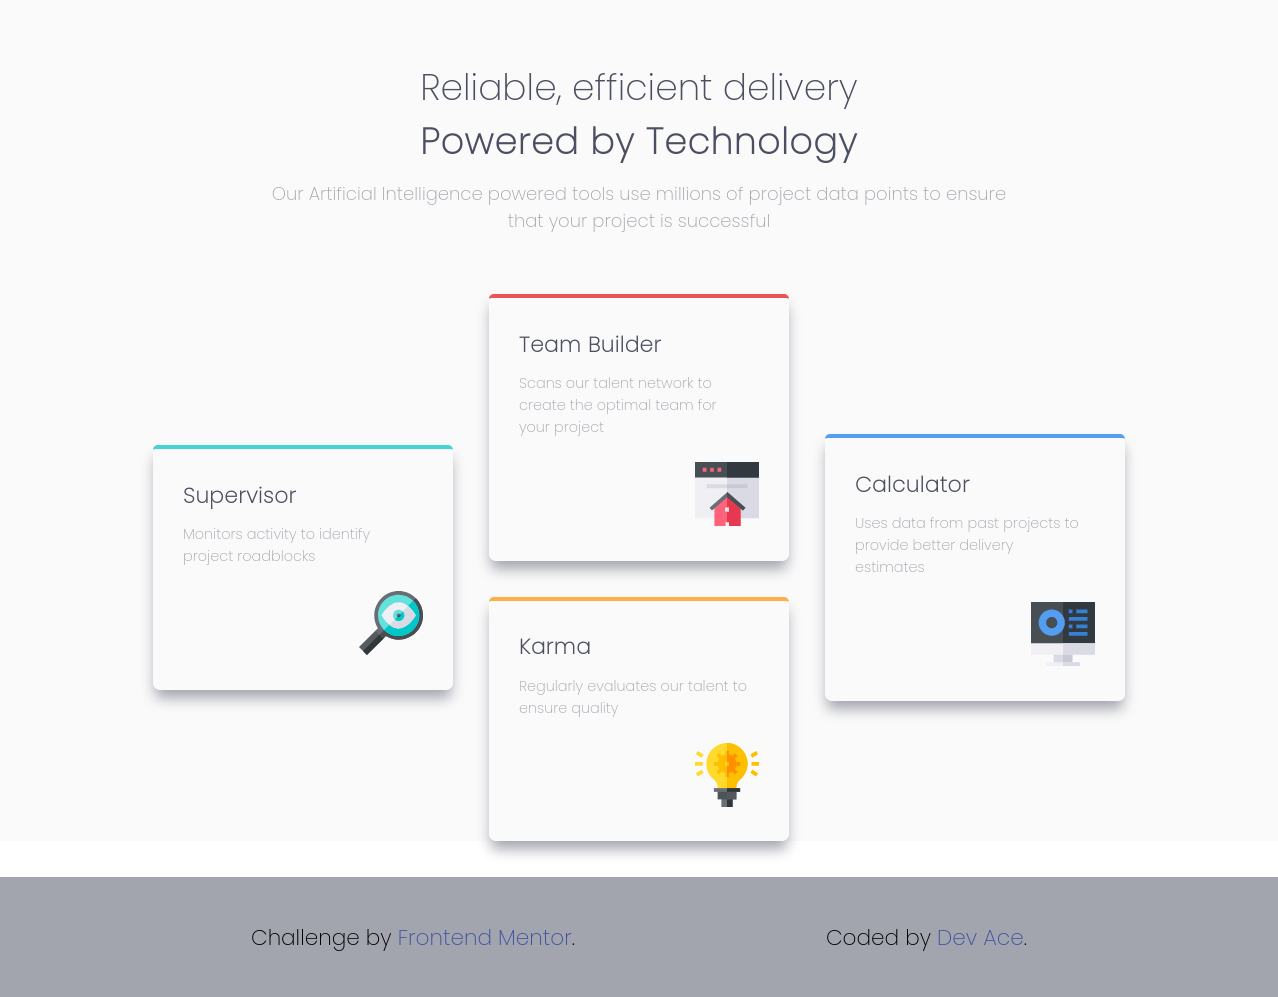 Reliable, efficient delivery
Powered by Technology
Our Artificial Intelligence powered tools use millions of project data points to ensure
that your project is successful
Supervisor
Monitors activity to identify
project roadblocks
Team Builder
Scans our talent network to
create the optimal team for
your project
Karma
Regularly evaluates our talent to
ensure quality
Calculator
Uses data from past projects to
provide better delivery
estimates
Challenge by Frontend Mentor.
Coded by Dev Ace.